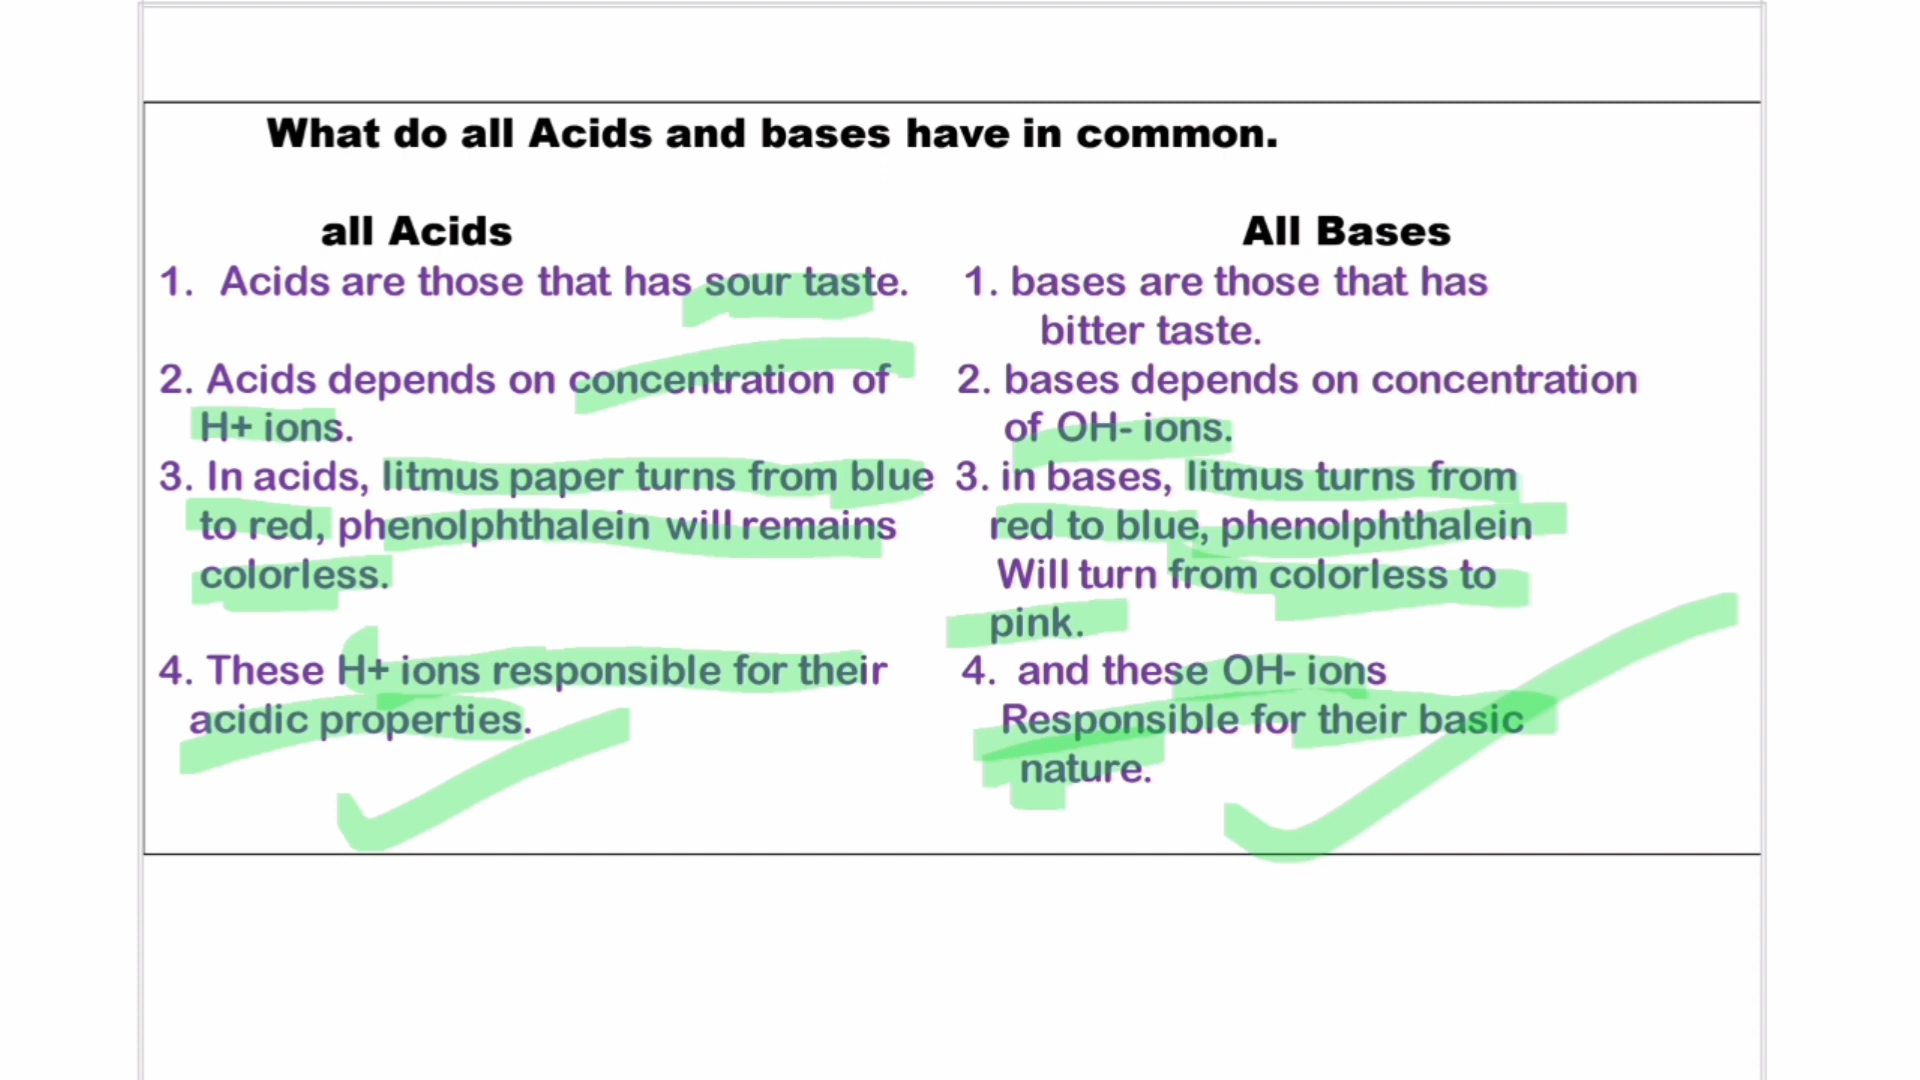 What do all Acids and bases have in common.
all Acids
1. Acids are those that has sour taste.
2. Acids depends on concentration of
H+ ions.
3. In acids, litmus paper turns from blue
to red, phenolphthalein will remains
colorless.
4. These H+ ions responsible for their
acidic properties.
All Bases
1. bases are those that has
bitter taste.
2. bases depends on concentration
of OH- ions.
3. in bases, litmus turns from
red to blue, phenolphthalein
Will turn from colorless to
pink.
4. and these OH- ions
Responsible for their basic
nature.